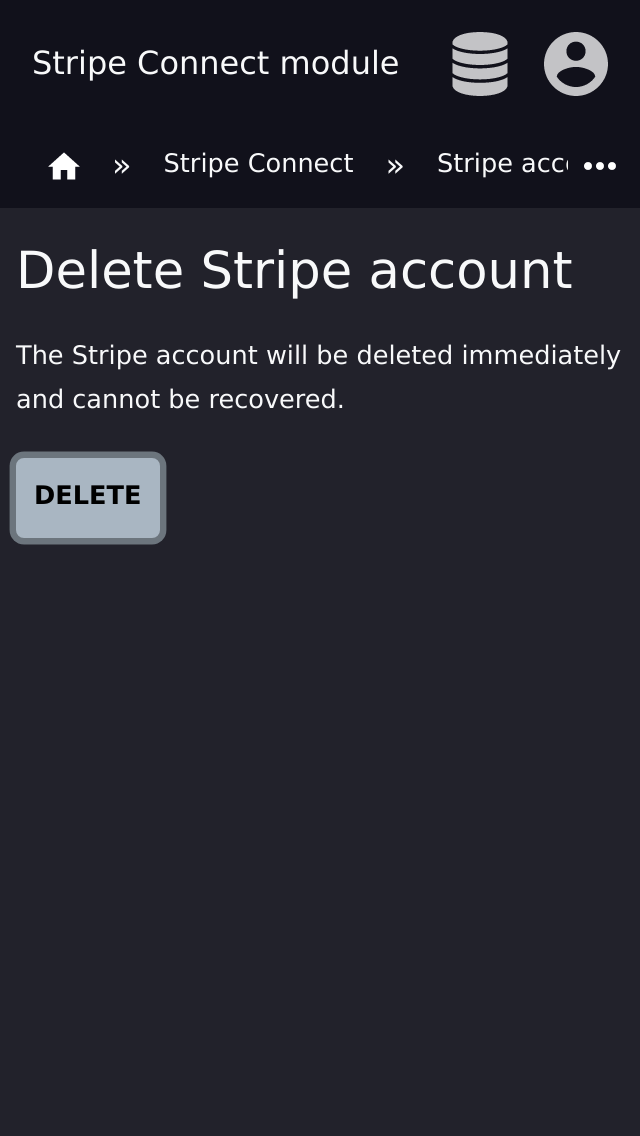 Stripe Connect module
» Stripe Connect » Stripe acc
Delete Stripe account
The Stripe account will be deleted immediately
and cannot be recovered.
DELETE